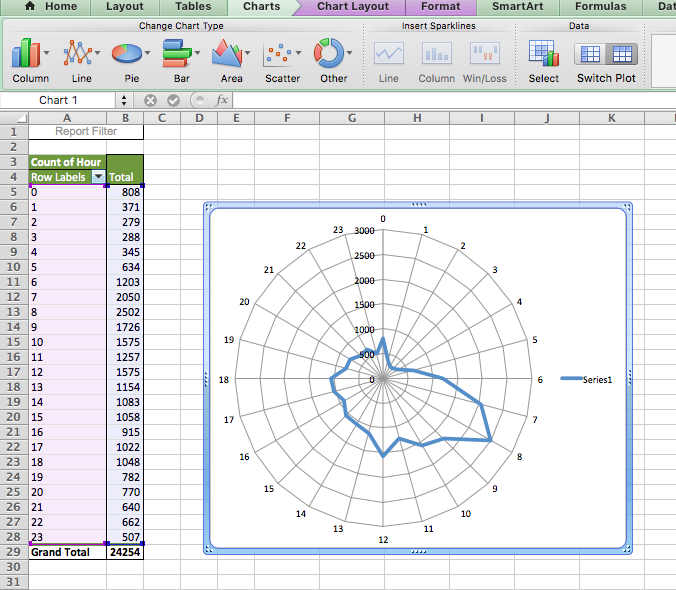 Home Layout Tables Charts Chart Layout Format SmartArt Formulas Dat
Change Chart Type Insert Sparklines Data
Column Line Pie Bar Area Scatter Other Line Column Win/Loss Select Switch Plot
Chart 1 fx
A B C D E F G H I J K
1 Report Filter
2
3 Count of Hour
4 Row Labels Total
5 0 808
6 1 371
7 2 279
8 3 288
9 4 345
10 5 634
11 6 1203
12 7 2050
13 8 2502
14 9 1726
15 10 1575
16 11 1257
17 12 1575
18 13 1154
19 14 1083
20 15 1058
21 16 915
22 17 1022
23 18 1048
24 19 782
25 20 770
26 21 640
27 22 662
28 23 507
29 Grand Total 24254
30
31
0
23 3000 1
22 2500 2
21 2000 3
20 1500 4
1000
19 500 5
18 0 6 Series1
17 7
16 8
15 9
14 10
13 11
12